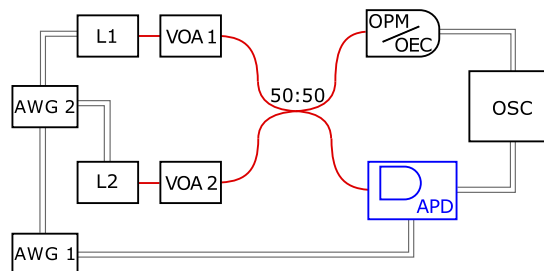 L1
VOA 1
OPM
OEC
50:50
AWG 2
OSC
L2
VOA 2
APD
AWG 1